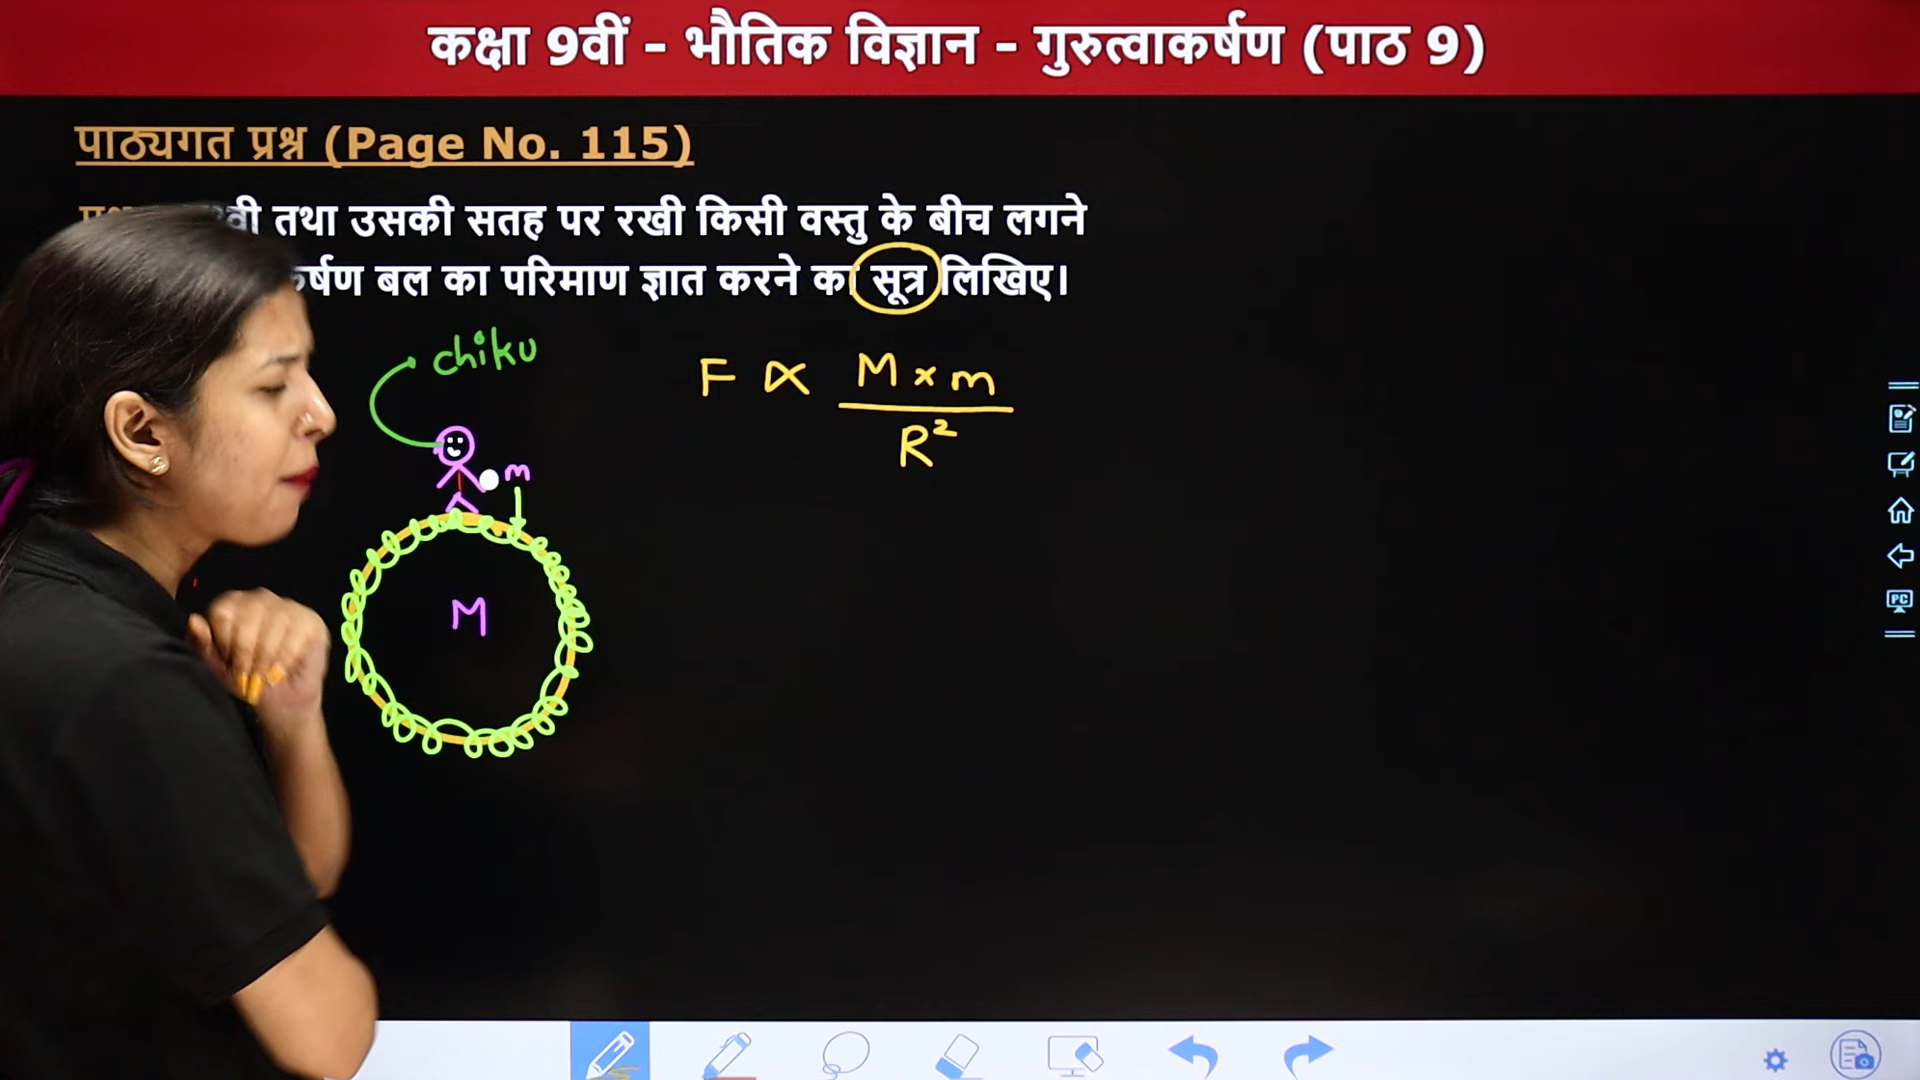 कक्षा 9वीं - भौतिक विज्ञान - गुरुत्वाकर्षण (पाठ 9)
पाठ्यगत प्रश्न (Page No. 115)
तथा उसकी सतह पर रखी किसी वस्तु के बीच लगने
बल का परिमाण ज्ञात करने का सूत्र लिखिए।
chiku
F ∝ M × m
R²
m
M
PC